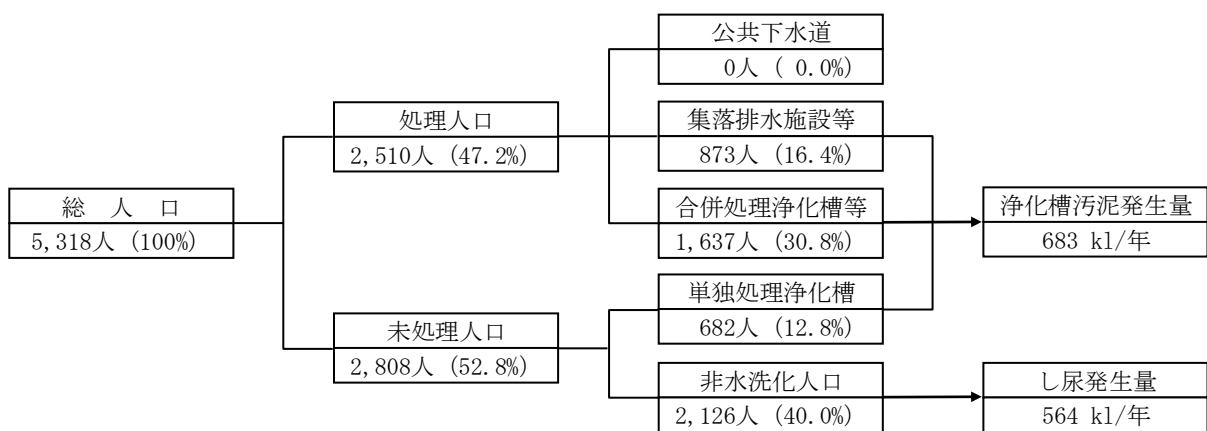 公共下水道
0人 ( 0.0%)
処理人口
2,510人 (47.2%)
集落排水施設等
873人 (16.4%)
総　人　口
5,318人 (100%)
合併処理浄化槽等
1,637人 (30.8%)
浄化槽汚泥発生量
683 kl/年
単独処理浄化槽
682人 (12.8%)
未処理人口
2,808人 (52.8%)
非水洗化人口
2,126人 (40.0%)
し尿発生量
564 kl/年